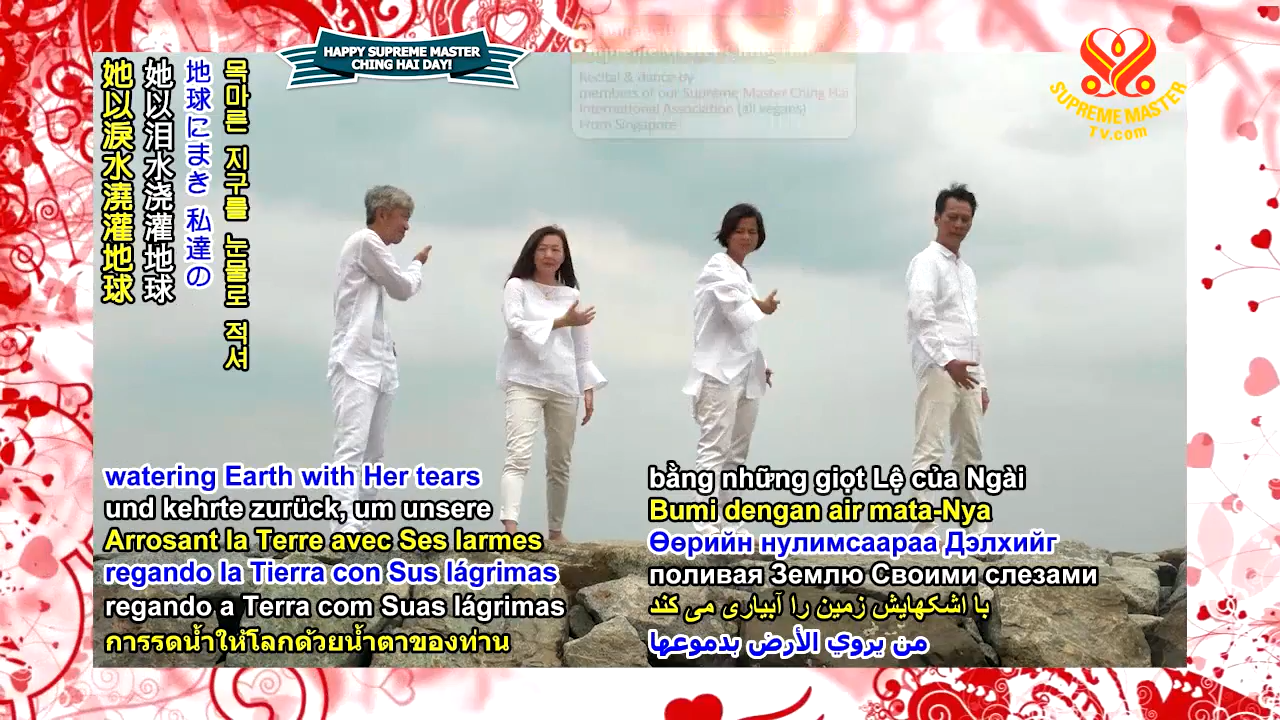 HAPPY SUPREME MASTER
CHING HAI DAY!
SUPREME MASTER
TV.com
Recital & dance by
members of our Supreme Master Ching Hai
International Association (all vegans)
From Singapore
她以淚水澆灌地球
她以泪水浇灌地球
地球にまき 私達の
목마른 지구를 눈물로 적셔
watering Earth with Her tears
und kehrte zurück, um unsere
Arrosant la Terre avec Ses larmes
regando la Tierra con Sus lágrimas
regando a Terra com Suas lágrimas
การรดน้ำให้โลกด้วยน้ำตาของท่าน
bằng những giọt Lệ của Ngài
Bumi dengan air mata-Nya
Өөрийн нулимсаараа Дэлхийг
поливая Землю Своими слезами
با اشکهایش زمین را آبیاری می کند
من يروي الأرض بدموعها